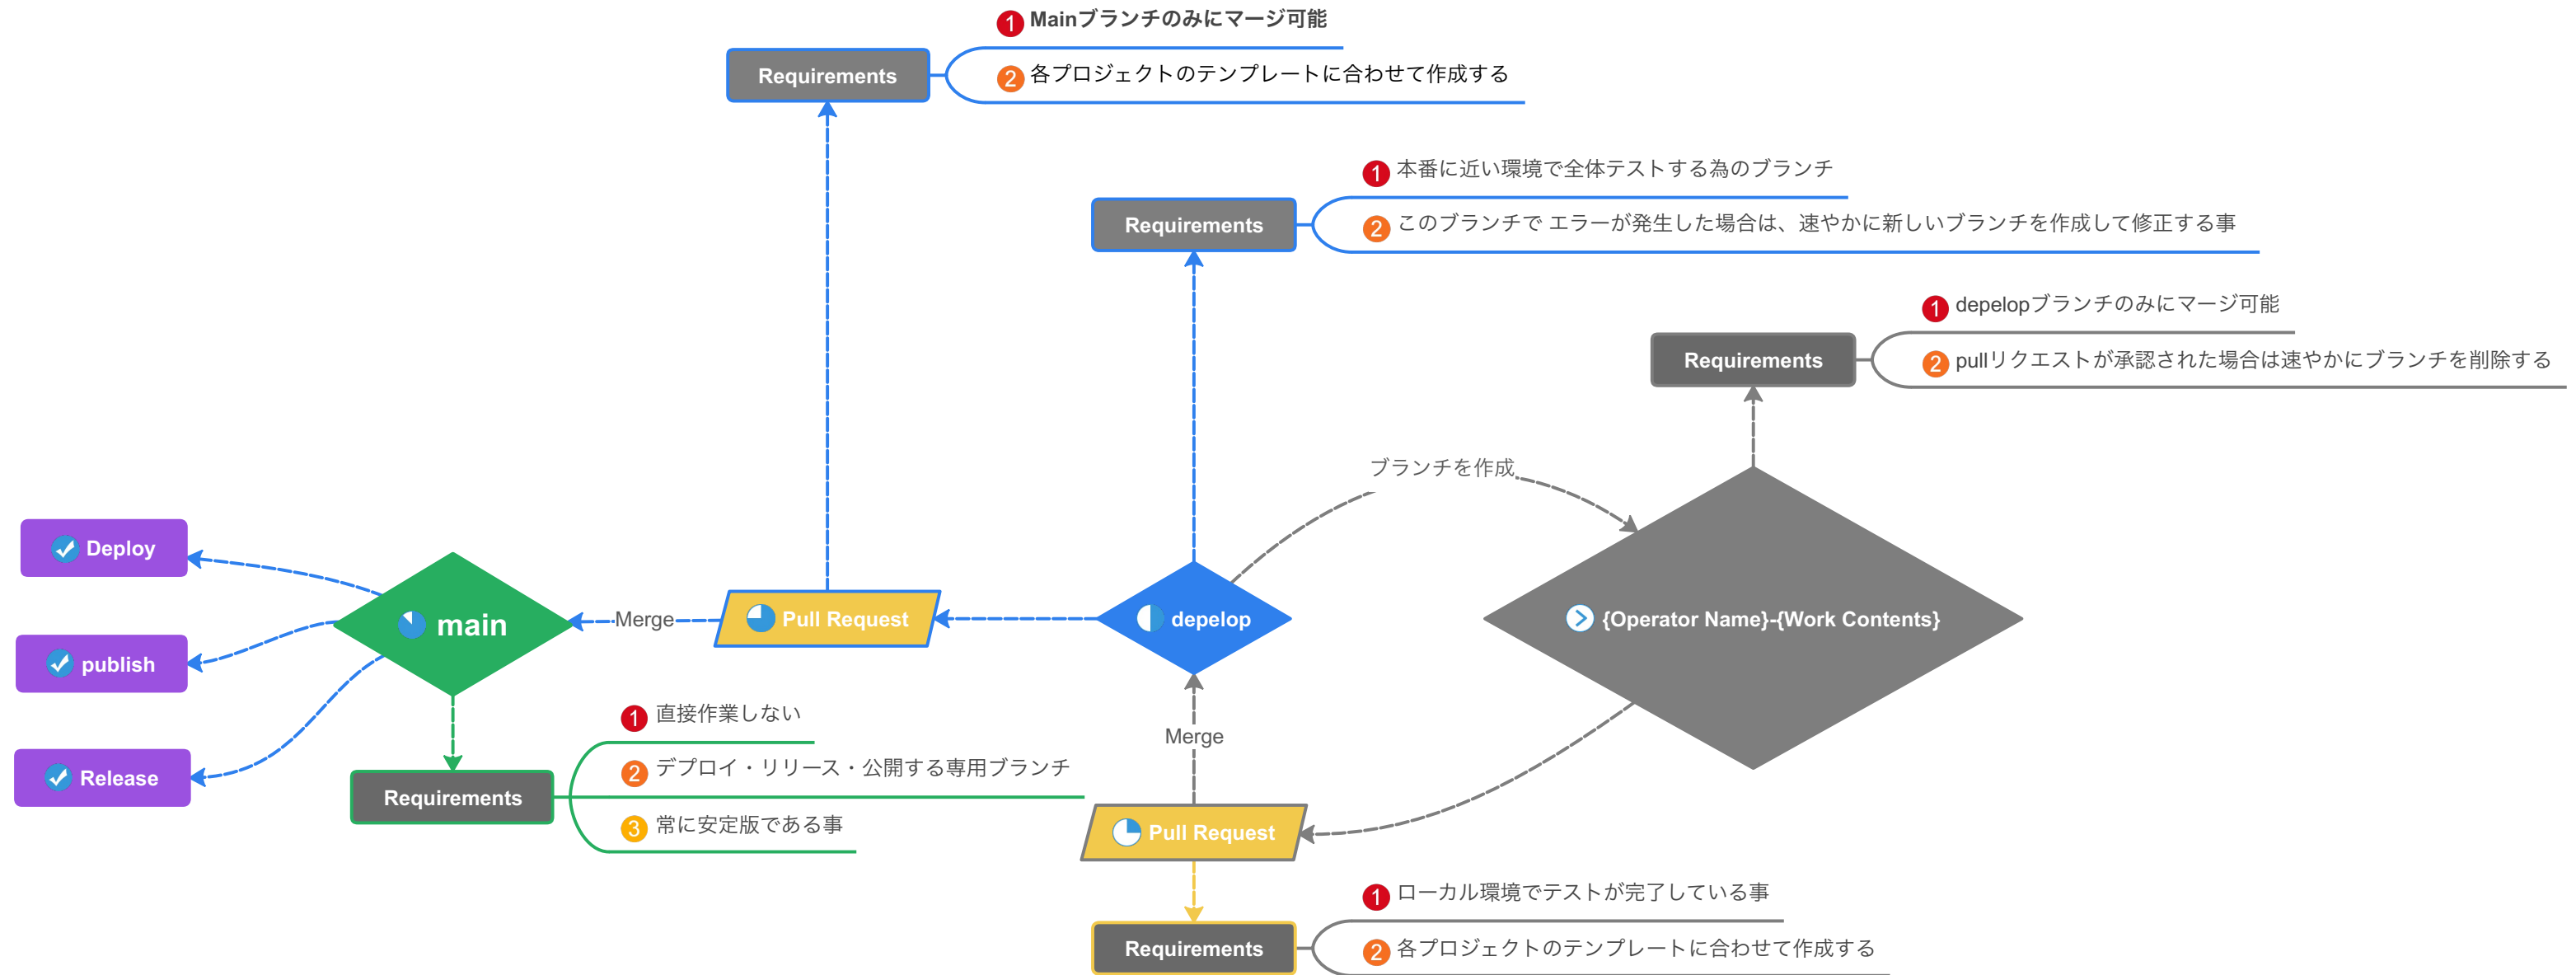 1 Mainブランチのみにマージ可能
Requirements
2 各プロジェクトのテンプレートに合わせて作成する
1 本番に近い環境で全体テストする為のブランチ
Requirements
2 このブランチで エラーが発生した場合は、速やかに新しいブランチを作成して修正する事
1 depelopブランチのみにマージ可能
Requirements
2 pullリクエストが承認された場合は速やかにブランチを削除する
ブランチを作成
Deploy
publish
Release
main
Merge
Pull Request
depelop
{Operator Name}-{Work Contents}
1 直接作業しない
2 デプロイ・リリース・公開する専用ブランチ
Requirements
3 常に安定版である事
Merge
Pull Request
1 ローカル環境でテストが完了している事
Requirements
2 各プロジェクトのテンプレートに合わせて作成する